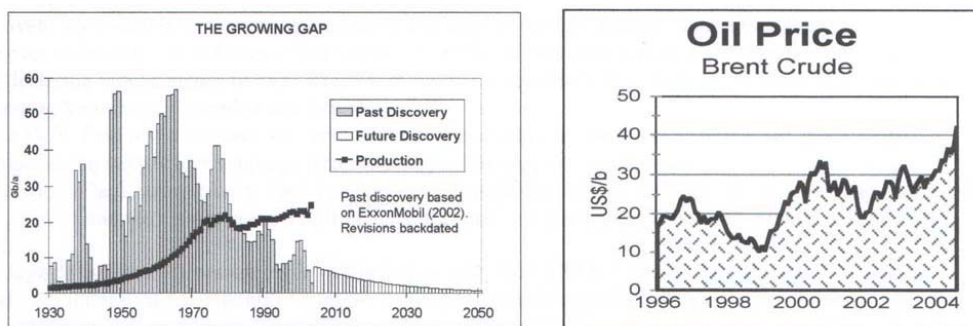 THE GROWING GAP
Gb/a
60
50
40
30
20
10
0
1930
1950
1970
1990
2010
2030
2050
Past Discovery
Future Discovery
Production
Past discovery based
on ExxonMobil (2002).
Revisions backdated
Oil Price
Brent Crude
US$/b
50
40
30
20
10
0
1996
1998
2000
2002
2004